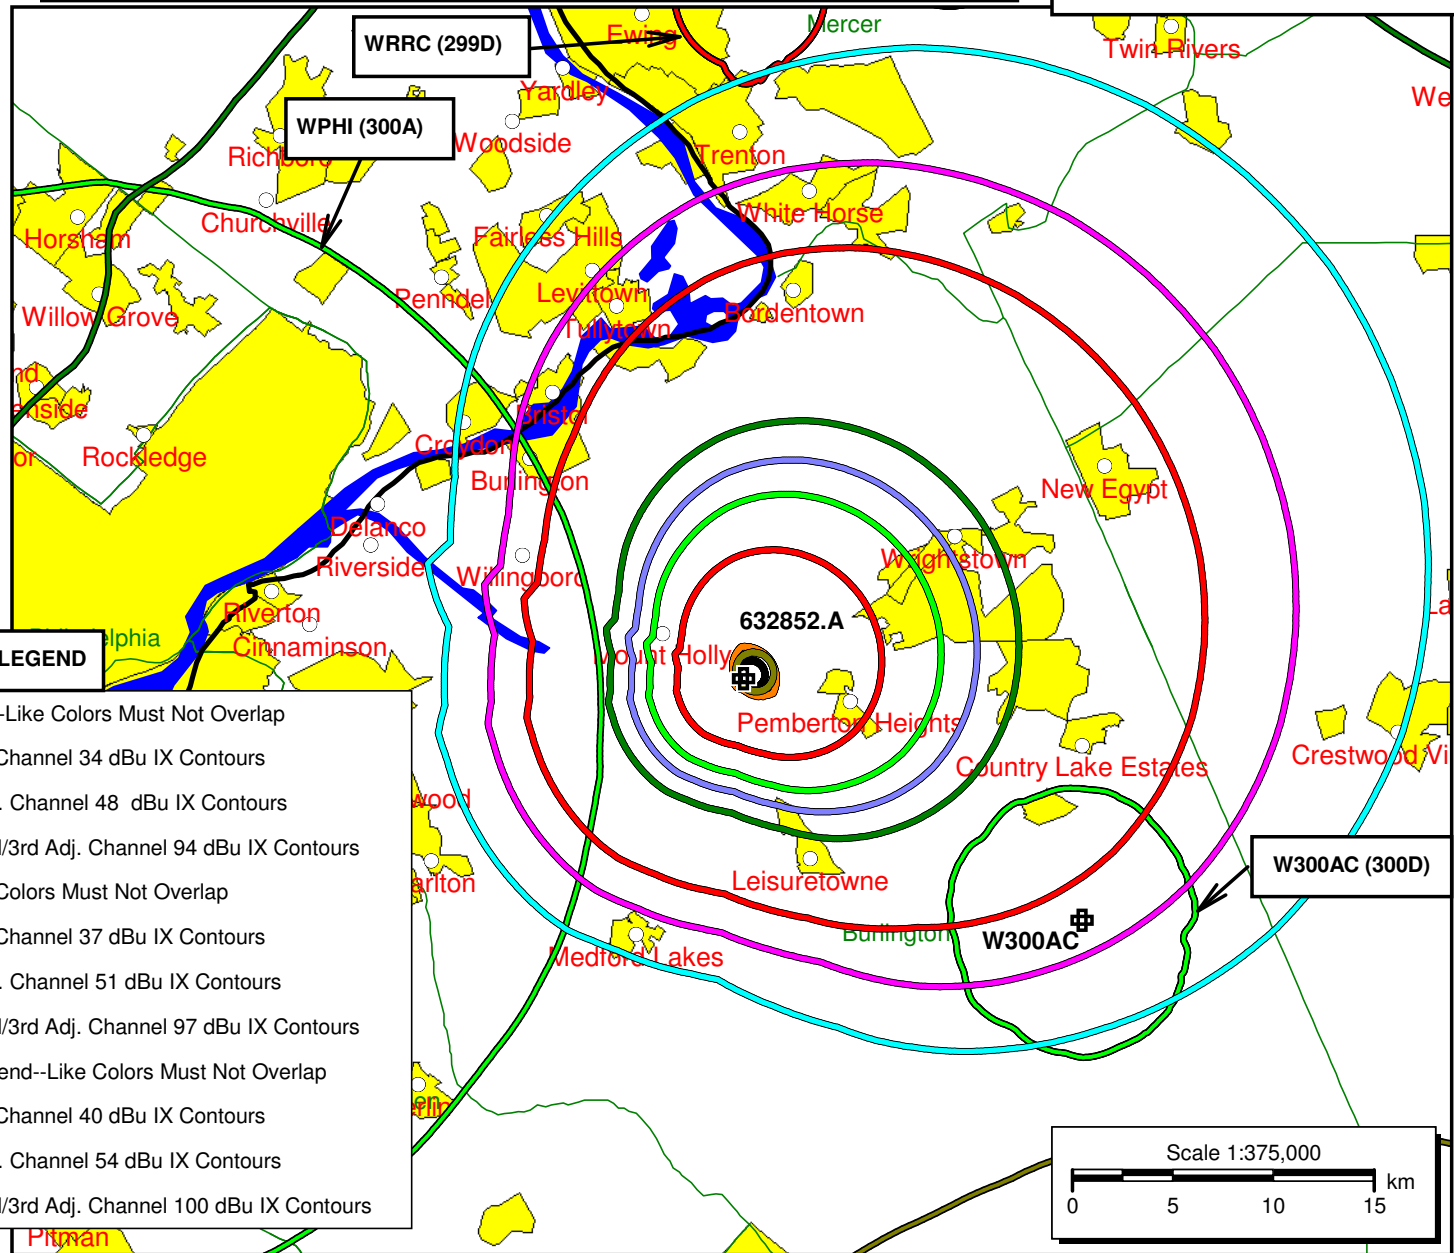 Mercer
WRRC (299D)
Ewing
Twin Rivers
Yardley
We
WPHI (300A)
Woodside
Trenton
Churchville
White Horse
Horsham
Fairless Hills
Penndel
Levittown
Willow Grove
Bordentown
Tullytown
nd
enside
Bristol
or
Rockledge
Croydon
Burlington
New Egypt
Delanco
Wrightstown
Riverside
Willingboro
Riverton
La
632852.A
Cinnaminson
Mount Holly
LEGEND
-Like Colors Must Not Overlap
Pemberton Heights
Channel 34 dBu IX Contours
Country Lake Estates
Crestwood Vi
. Channel 48 dBu IX Contours
wood
/3rd Adj. Channel 94 dBu IX Contours
W300AC (300D)
arlton
Leisuretowne
Colors Must Not Overlap
Channel 37 dBu IX Contours
Burlington
W300AC
Medford Lakes
. Channel 51 dBu IX Contours
/3rd Adj. Channel 97 dBu IX Contours
end--Like Colors Must Not Overlap
Channel 40 dBu IX Contours
. Channel 54 dBu IX Contours
Scale 1:375,000
km
0 5 10 15
/3rd Adj. Channel 100 dBu IX Contours
Pitman